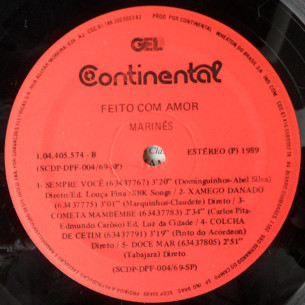 GEL
Continental
FEITO COM AMOR
MARINÊS
1.04.405.574 - B
ESTÉREO (P) 1989
(SCDP-DPF-004/69-SP)
1- SEMPRE VOCÊ (63437767) 3'20" (Dominguinhos-Abel Silva)
Direto/Ed. Louça Fina-BMK Songs / 2- XAMEGO DANADO
(63437775) 3'01" (Marquinhos-Claudete) Direto / 3-
COMETA MAMBEMBE (63437783) 2'34" (Carlos Pita-
Edmundo Carôso) Ed. Luz da Cidade / 4- COLCHA
DE CETIM (63437791) 3'19" (Pinto do Acordeon)
Direto / 5- DOCE MAR (63437805) 2'51"
(Tabajara) Direto
(SCDP-DPF-004/69-SP)